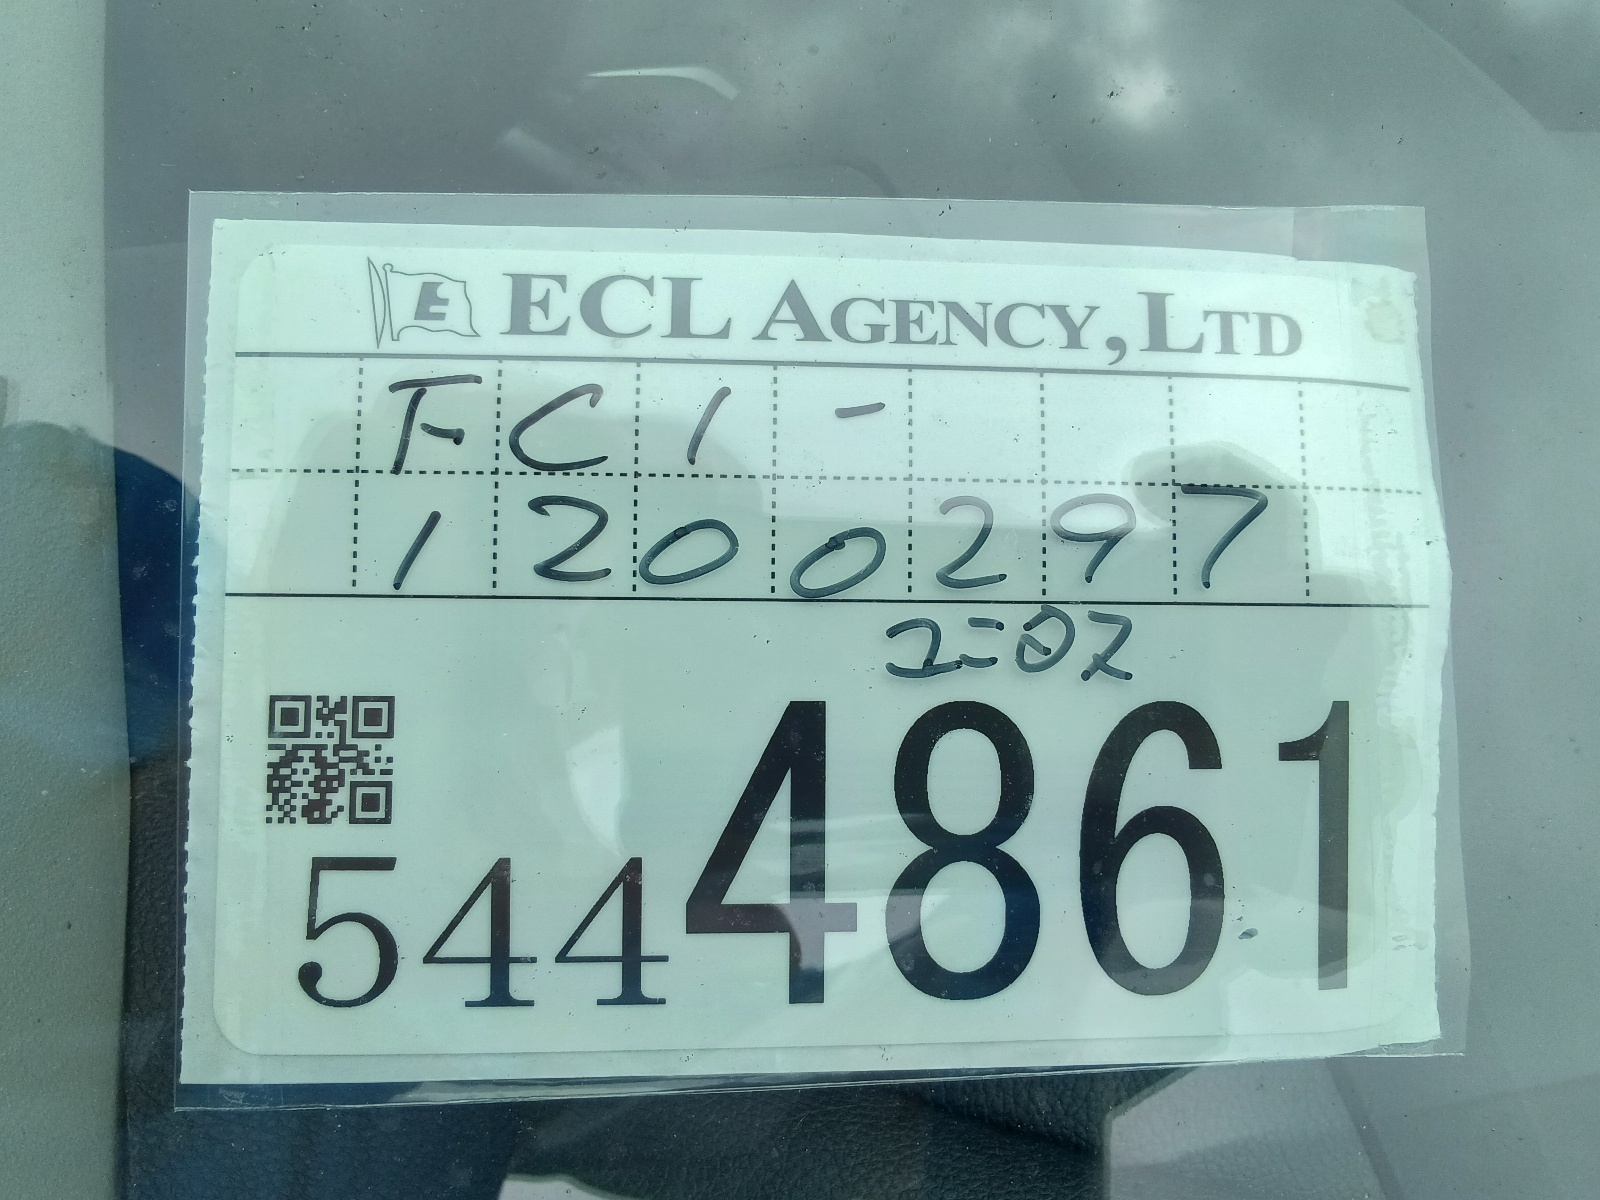 E ECL AGENCY, LTD
FC1-
1200297
2=07
5444861